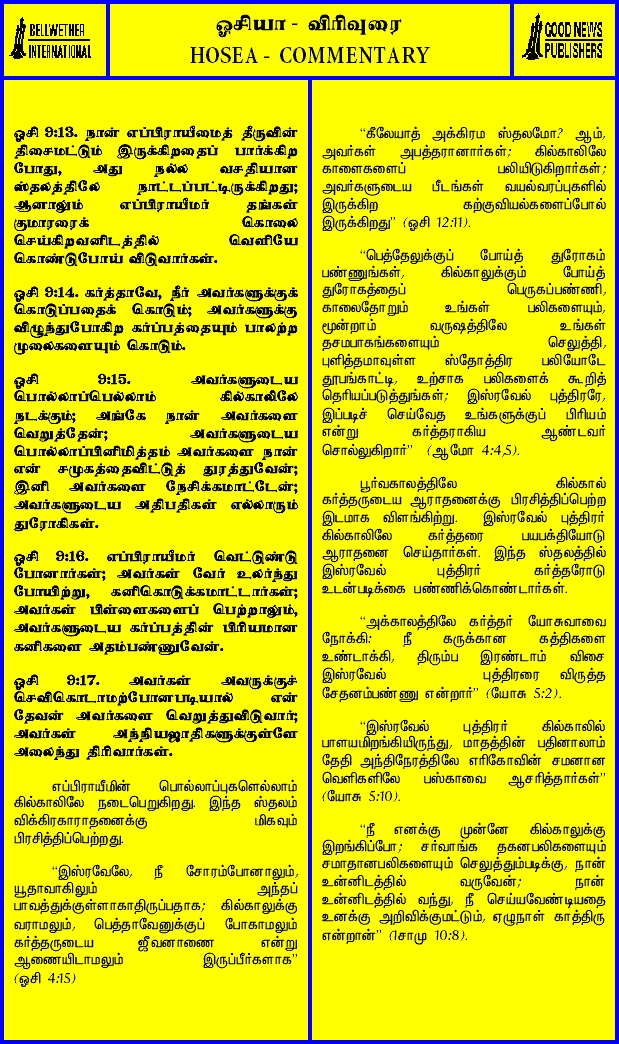 BELLWETHER
INTERNATIONAL
ஓசியா - விரிவுரை
HOSEA - COMMENTARY
GOOD NEWS
PUBLISHERS
ஓசி 9:13. நான் எப்பிராயீமைத் தீருவின்
திசைமட்டும் இருக்கிறதைப் பார்க்கிற
போது, அது நல்ல வசதியான
ஸ்தலத்திலே நாட்டப்பட்டிருக்கிறது;
ஆனாலும் எப்பிராயீமர் தங்கள்
குமாரரைக் கொலை
செய்கிறவனிடத்தில் வெளியே
கொண்டுபோய் விடுவார்கள்.
ஓசி 9:14. கர்த்தாவே, நீர் அவர்களுக்குக்
கொடுப்பதைக் கொடும்; அவர்களுக்கு
விழுந்துபோகிற கர்ப்பத்தையும் பாலற்ற
முலைகளையும் கொடும்.
ஓசி 9:15. அவர்களுடைய
பொல்லாப்பெல்லாம் கில்காலிலே
நடக்கும்; அங்கே நான் அவர்களை
வெறுத்தேன்; அவர்களுடைய
பொல்லாப்பினிமித்தம் அவர்களை நான்
என் சமுகத்தைவிட்டுத் துரத்துவேன்;
இனி அவர்களை நேசிக்கமாட்டேன்;
அவர்களுடைய அதிபதிகள் எல்லாரும்
துரோகிகள்.
ஓசி 9:16. எப்பிராயீமர் வெட்டுண்டு
போனார்கள்; அவர்கள் வேர் உலர்ந்து
போயிற்று, கனிகொடுக்கமாட்டார்கள்;
அவர்கள் பிள்ளைகளைப் பெற்றாலும்,
அவர்களுடைய கர்ப்பத்தின் பிரியமான
கனிகளை அதம்பண்ணுவேன்.
ஓசி 9:17. அவர்கள் அவருக்குச்
செவிகொடாமற்போனபடியால் என்
தேவன் அவர்களை வெறுத்துவிடுவார்;
அவர்கள் அந்நியஜாதிகளுக்குள்ளே
அலைந்து திரிவார்கள்.
எப்பிராயீமின் பொல்லாப்புகளெல்லாம்
கில்காலிலே நடைபெறுகிறது. இந்த ஸ்தலம்
விக்கிரகாராதனைக்கு மிகவும்
பிரசித்திப்பெற்றது.
“இஸ்ரவேலே, நீ சோரம்போனாலும்,
யூதாவாகிலும் அந்தப்
பாவத்துக்குள்ளாகாதிருப்பதாக; கில்காலுக்கு
வராமலும், பெத்தாவேனுக்குப் போகாமலும்
கர்த்தருடைய ஜீவனாணை என்று
ஆணையிடாமலும் இருப்பீர்களாக”
(ஓசி 4:15)
“கீலேயாத் அக்கிரம ஸ்தலமோ? ஆம்,
அவர்கள் அபத்தரானார்கள்; கில்காலிலே
காளைகளைப் பலியிடுகிறார்கள்;
அவர்களுடைய பீடங்கள் வயல்வரப்புகளில்
இருக்கிற கற்குவியல்களைப்போல்
இருக்கிறது” (ஓசி 12:11).
“பெத்தேலுக்குப் போய்த் துரோகம்
பண்ணுங்கள், கில்காலுக்கும் போய்த்
துரோகத்தைப் பெருகப்பண்ணி,
காலைதோறும் உங்கள் பலிகளையும்,
மூன்றாம் வருஷத்திலே உங்கள்
தசமபாகங்களையும் செலுத்தி,
புளித்தமாவுள்ள ஸ்தோத்திர பலியோடே
தூபங்காட்டி, உற்சாக பலிகளைக் கூறித்
தெரியப்படுத்துங்கள்; இஸ்ரவேல் புத்திரரே,
இப்படிச் செய்வதே உங்களுக்குப் பிரியம்
என்று கர்த்தராகிய ஆண்டவர்
சொல்லுகிறார்” (ஆமோ 4:4,5).
பூர்வகாலத்திலே கில்கால்
கர்த்தருடைய ஆராதனைக்கு பிரசித்திப்பெற்ற
இடமாக விளங்கிற்று. இஸ்ரவேல் புத்திரர்
கில்காலிலே கர்த்தரை பயபக்தியோடு
ஆராதனை செய்தார்கள். இந்த ஸ்தலத்தில்
இஸ்ரவேல் புத்திரர் கர்த்தரோடு
உடன்படிக்கை பண்ணிக்கொண்டார்கள்.
“அக்காலத்திலே கர்த்தர் யோசுவாவை
நோக்கி: நீ கருக்கான கத்திகளை
உண்டாக்கி, திரும்ப இரண்டாம் விசை
இஸ்ரவேல் புத்திரரை விருத்த
சேதனம்பண்ணு என்றார்” (யோசு 5:2).
“இஸ்ரவேல் புத்திரர் கில்காலில்
பாளயமிறங்கியிருந்து, மாதத்தின் பதினாலாம்
தேதி அந்திநேரத்திலே எரிகோவின் சமனான
வெளிகளிலே பஸ்காவை ஆசரித்தார்கள்”
(யோசு 5:10).
“நீ எனக்கு முன்னே கில்காலுக்கு
இறங்கிப்போ; சர்வாங்க தகனபலிகளையும்
சமாதானபலிகளையும் செலுத்தும்படிக்கு, நான்
உன்னிடத்தில் வருவேன்; நான்
உன்னிடத்தில் வந்து, நீ செய்யவேண்டியதை
உனக்கு அறிவிக்குமட்டும், ஏழுநாள் காத்திரு
என்றான்” (1சாமு 10:8).